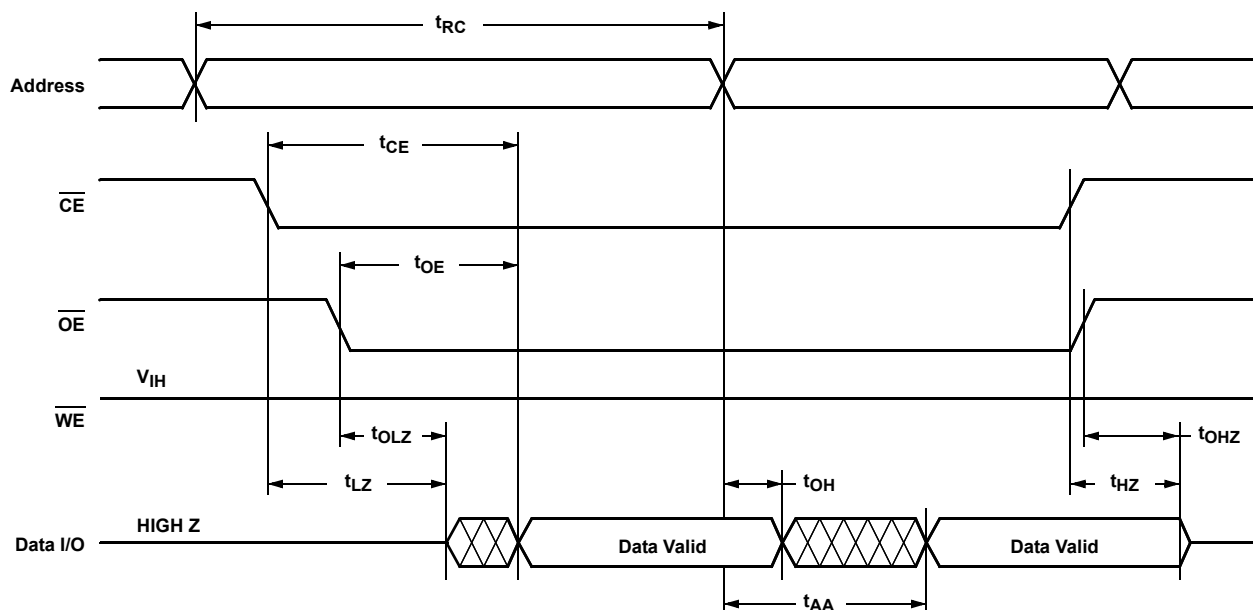 tRC
Address
tCE
CE
tOE
OE
VIH
WE
tOLZ
tOHZ
tLZ
tOH
tHZ
HIGH Z
Data I/O
Data Valid
Data Valid
tAA